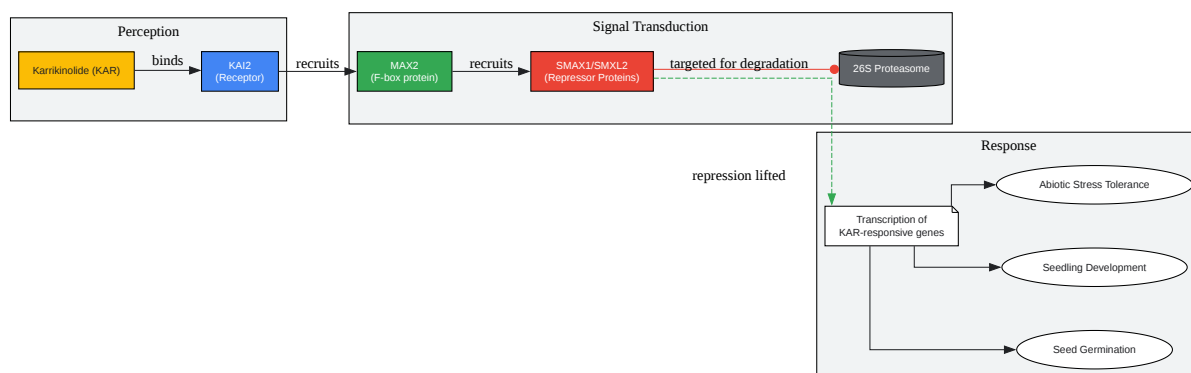 Perception
Signal Transduction
Karrikinolide (KAR)
binds
KAI2
(Receptor)
recruits
MAX2
(F-box protein)
recruits
SMAX1/SMXL2
(Repressor Proteins)
targeted for degradation
26S Proteasome
Response
repression lifted
Abiotic Stress Tolerance
Transcription of
KAR-responsive genes
Seedling Development
Seed Germination